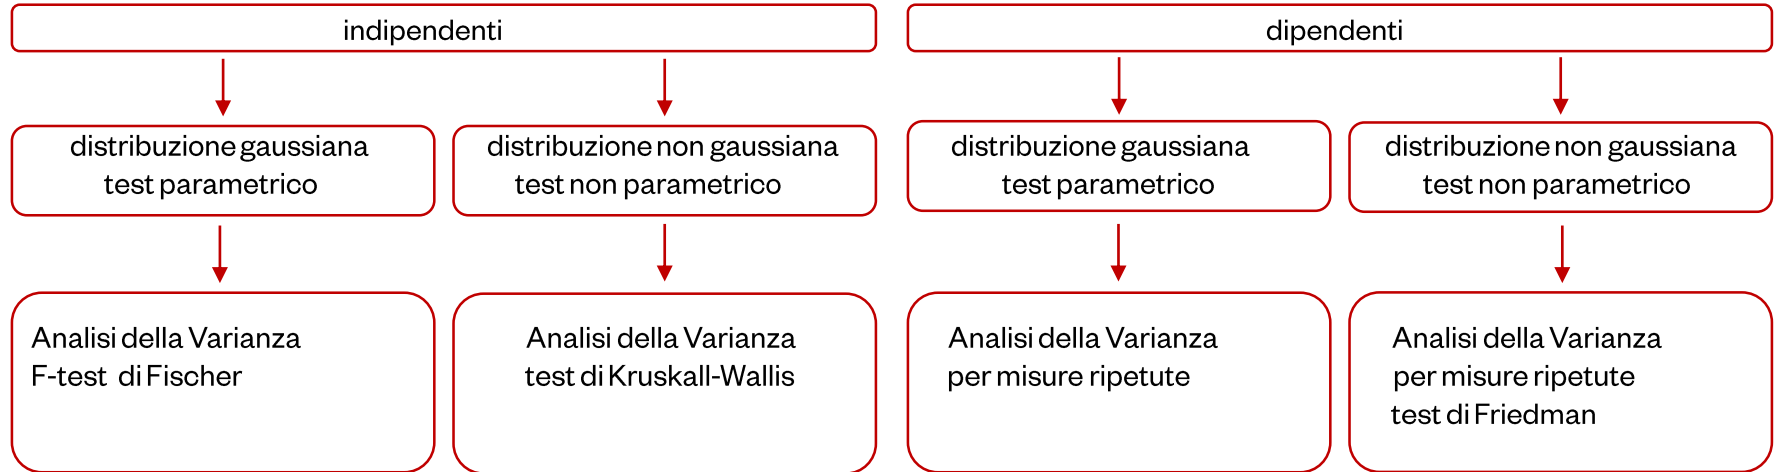 indipendenti
dipendenti
distribuzione gaussiana
test parametrico
distribuzione non gaussiana
test non parametrico
distribuzione gaussiana
test parametrico
distribuzione non gaussiana
test non parametrico
Analisi della Varianza
F-test di Fischer
Analisi della Varianza
test di Kruskall-Wallis
Analisi della Varianza
per misure ripetute
Analisi della Varianza
per misure ripetute
test di Friedman